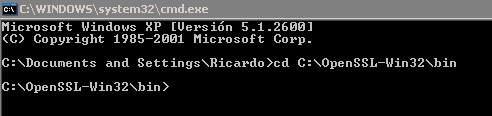 C:\WINDOWS\system32\cmd.exe
Microsoft Windows XP [Versión 5.1.2600]
(C) Copyright 1985-2001 Microsoft Corp.
C:\Documents and Settings\Ricardo>cd C:\OpenSSL-Win32\bin
C:\OpenSSL-Win32\bin>